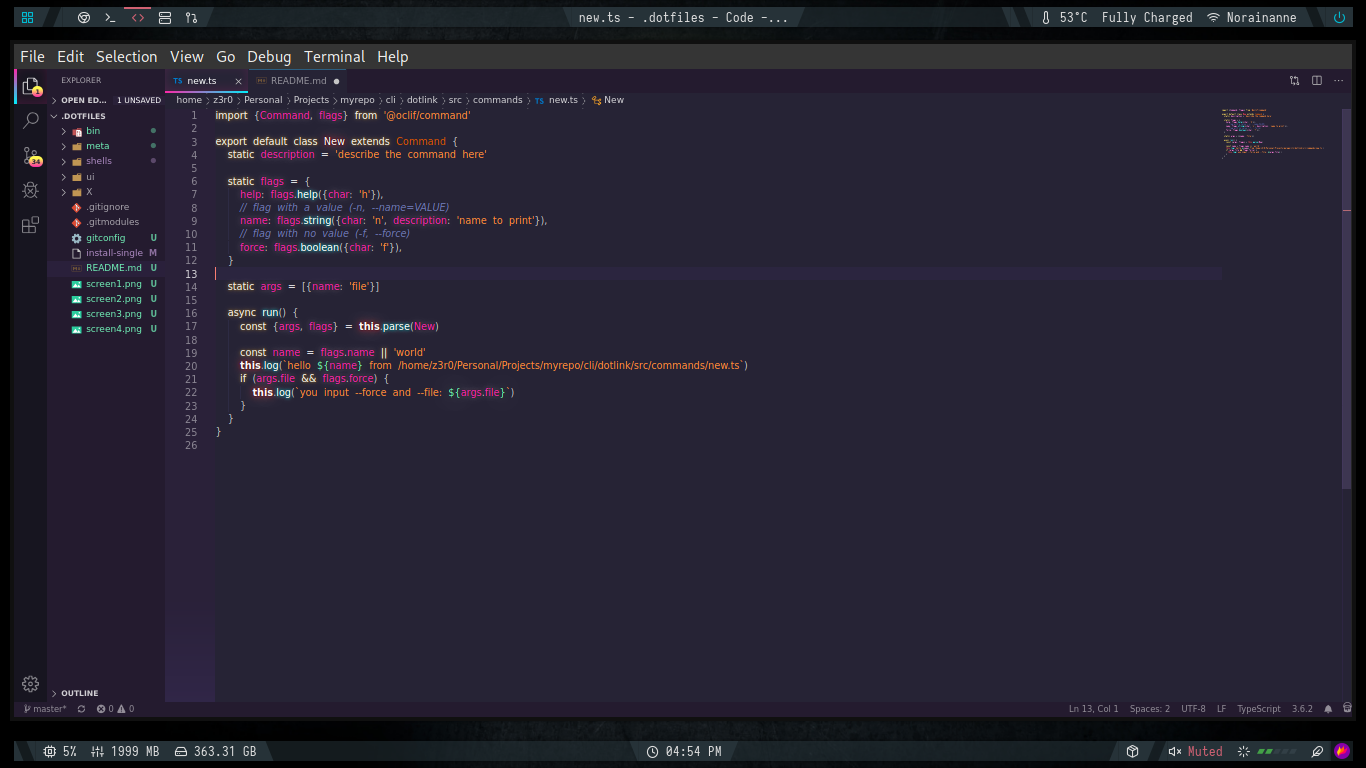 new.ts - .dotfiles - Code -...
53°C Fully Charged Norainanne
File Edit Selection View Go Debug Terminal Help
1
34
EXPLORER
OPEN ED... 1 UNSAVED
.DOTFILES
bin
meta
shells
ui
X
.gitignore
.gitmodules
gitconfig U
install-single M
README.md U
screen1.png U
screen2.png U
screen3.png U
screen4.png U
OUTLINE
TS new.ts × README.md ●
home > z3r0 > Personal > Projects > myrepo > cli > dotlink > src > commands > TS new.ts > New
1 import {Command, flags} from '@oclif/command'
2
3 export default class New extends Command {
4   static description = 'describe the command here'
5
6   static flags = {
7     help: flags.help({char: 'h'}),
8     // flag with a value (-n, --name=VALUE)
9     name: flags.string({char: 'n', description: 'name to print'}),
10     // flag with no value (-f, --force)
11     force: flags.boolean({char: 'f'}),
12   }
13
14   static args = [{name: 'file'}]
15
16   async run() {
17     const {args, flags} = this.parse(New)
18
19     const name = flags.name || 'world'
20     this.log(`hello ${name} from /home/z3r0/Personal/Projects/myrepo/cli/dotlink/src/commands/new.ts`)
21     if (args.file && flags.force) {
22       this.log(`you input --force and --file: ${args.file}`)
23     }
24   }
25 }
26
master* 0 0
Ln 13, Col 1 Spaces: 2 UTF-8 LF TypeScript 3.6.2
5% 1999 MB 363.31 GB
04:54 PM
Muted